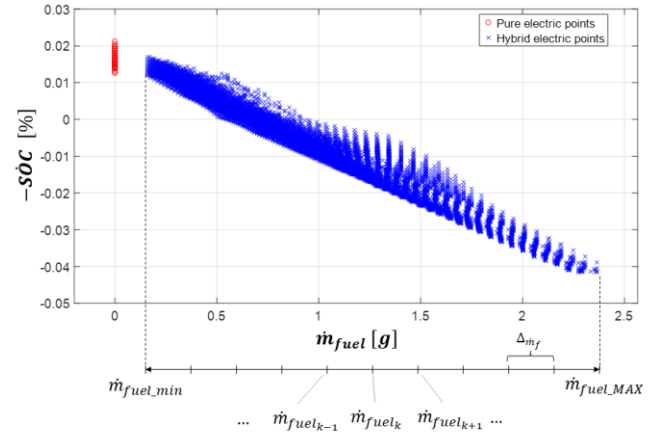 0.03
0.02
0.01
0
-0.01
-0.02
-0.03
-0.04
-0.05
−SȮC [%]
Pure electric points
Hybrid electric points
0 0.5 1 1.5 2 2.5
ṁfuel [g]
Δṁf
ṁfuel_min ṁfuel_MAX
... ṁfuelk−1 ṁfuelk ṁfuelk+1 ...